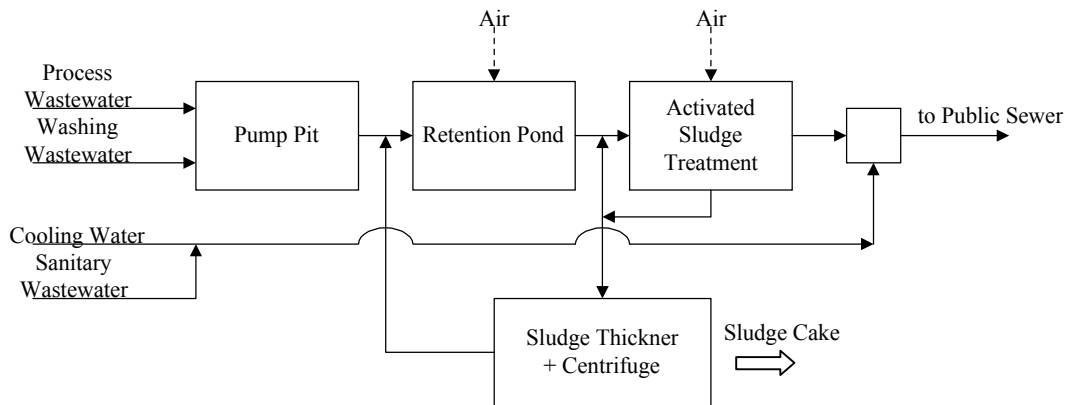 Air
Air
Process
Wastewater
Washing
Wastewater
Pump Pit
Retention Pond
Activated
Sludge
Treatment
to Public Sewer
Cooling Water
Sanitary
Wastewater
Sludge Thickner
+ Centrifuge
Sludge Cake